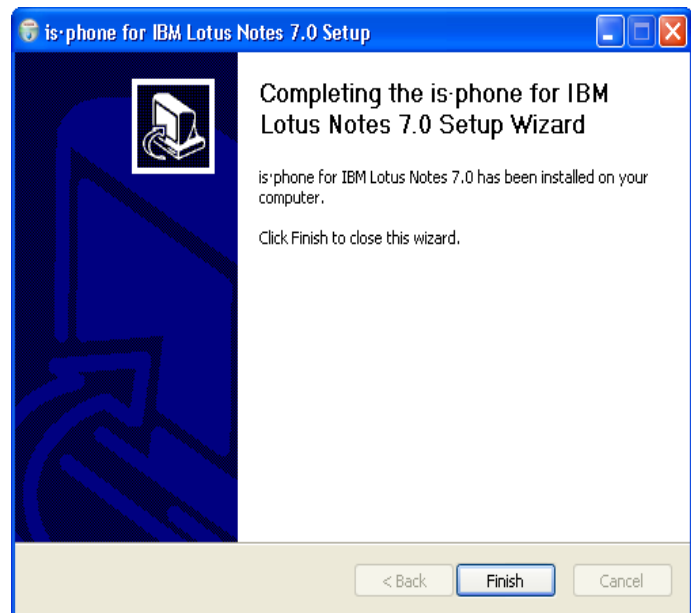 is·phone for IBM Lotus Notes 7.0 Setup
Completing the is·phone for IBM
Lotus Notes 7.0 Setup Wizard
is·phone for IBM Lotus Notes 7.0 has been installed on your
computer.
Click Finish to close this wizard.
< Back Finish Cancel